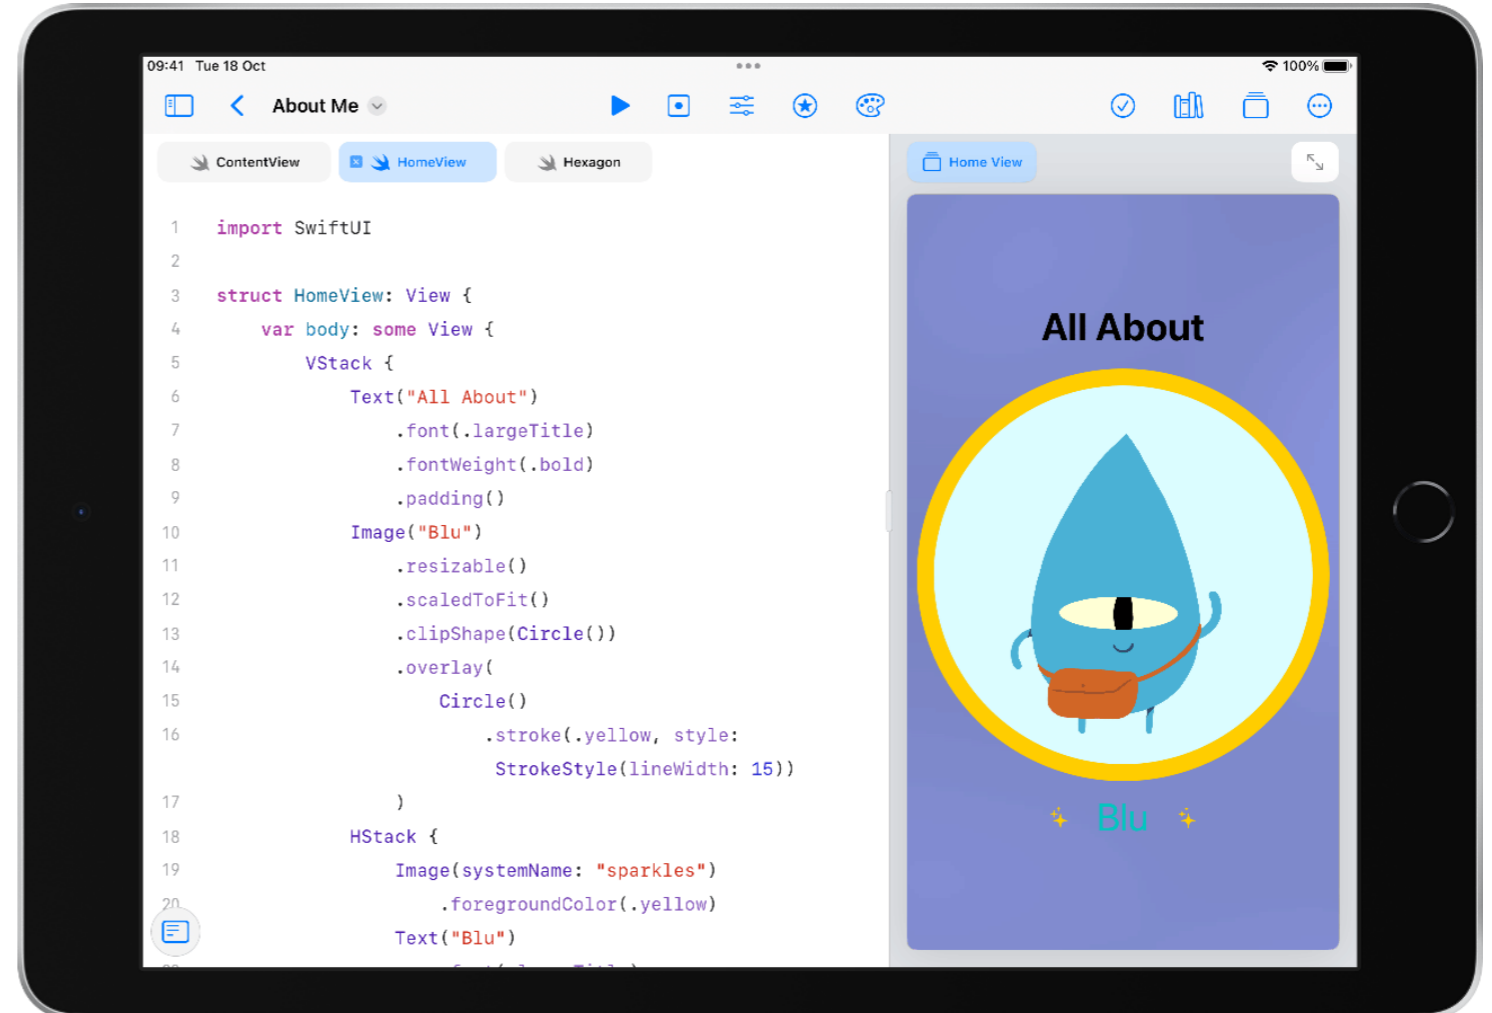 09:41 Tue 18 Oct
100%
About Me
ContentView
HomeView
Hexagon
Home View
1 import SwiftUI
2
3 struct HomeView: View {
4 var body: some View {
5 VStack {
6 Text("All About")
7 .font(.largeTitle)
8 .fontWeight(.bold)
9 .padding()
10 Image("Blu")
11 .resizable()
12 .scaledToFit()
13 .clipShape(Circle())
14 .overlay(
15 Circle()
16 .stroke(.yellow, style:
StrokeStyle(lineWidth: 15))
17 )
18 HStack {
19 Image(systemName: "sparkles")
20 .foregroundColor(.yellow)
Text("Blu")
All About
Blu